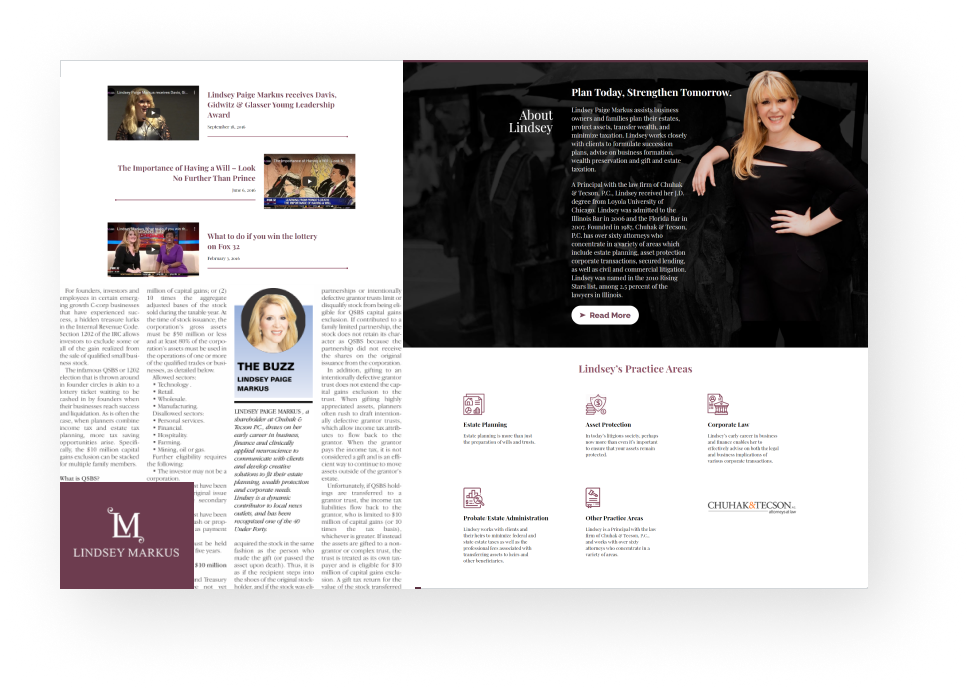 Lindsey Paige Markus receives Davis,
Gidwitz & Glasser Young Leadership
Award
September 16, 2016
The Importance of Having a Will – Look
No Further Than Prince
June 6, 2016
What to do if you win the lottery
on Fox 32
February 3, 2016
For founders, investors and
employees in certain emerg-
ing growth C-corp businesses
that have experienced suc-
cess, a hidden treasure lurks
in the Internal Revenue Code:
Section 1202 of the IRC allows
investors to exclude some or
all of the gain realized from
the sale of qualified small busi-
ness stock.
The infamous QSBS or 1202
election that is thrown around
in founder circles is akin to a
lottery ticket waiting to be
cashed in by founders when
their businesses reach success
and liquidation. As is often the
case, when planners combine
income tax and estate tax
planning, more tax saving
opportunities arise. Specifi-
cally, the $10 million capital
gains exclusion can be stacked
for multiple family members.
What is QSBS?
million of capital gains; or (2)
10 times the aggregate
adjusted bases of the stock
sold during the taxable year. At
the time of stock issuance, the
corporation's gross assets
must be $50 million or less
and at least 80% of the corpo-
ration's assets must be used in
the operations of one or more
of the qualified trades or busi-
nesses, as detailed below.
Allowed sectors:
• Technology .
• Retail.
• Wholesale.
• Manufacturing.
Disallowed sectors:
• Personal services.
• Financial.
• Hospitality.
• Farming.
• Mining, oil or gas.
Further eligibility requires
the following:
• The investor may not be a
corporation.
THE BUZZ
LINDSEY PAIGE
MARKUS
LINDSEY PAIGE MARKUS , a
shareholder at Chuhak &
Tecson P.C., draws on her
early career in business,
finance and clinically
applied neuroscience to
communicate with clients
and develop creative
solutions to fit their estate
planning, wealth protection
and corporate needs.
Lindsey is a dynamic
contributor to local news
outlets, and has been
recognized one of the 40
Under Forty.
acquired the stock in the same
fashion as the person who
made the gift (or passed the
asset upon death). Thus, it is
as if the recipient steps into
the shoes of the original stock-
holder, and if the stock was eli-
partnerships or intentionally
defective grantor trusts limit or
disqualify stock from being eli-
gible for QSBS capital gains
exclusion. If contributed to a
family limited partnership, the
stock does not retain its char-
acter as QSBS because the
partnership did not receive
the shares on the original
issuance from the corporation.
In addition, gifting to an
intentionally defective grantor
trust does not extend the cap-
ital gains exclusion to the
trust. When gifting highly
appreciated assets, planners
often rush to draft intention-
ally defective grantor trusts,
which allow income tax attrib-
utes to flow back to the
grantor. When the grantor
pays the income tax, it is not
considered a gift and is an effi-
cient way to continue to move
assets outside of the grantor's
estate.
Unfortunately, if QSBS hold-
ings are transferred to a
grantor trust, the income tax
liabilities flow back to the
grantor, who is limited to $10
million of capital gains (or 10
times the tax basis),
whichever is greater. If instead
the assets are gifted to a non-
grantor or complex trust, the
trust is treated as its own tax-
payer and is eligible for $10
million of capital gains exclu-
sion. A gift tax return for the
value of the stock transferred
LM
LINDSEY MARKUS
About
Lindsey
Plan Today, Strengthen Tomorrow.
Lindsey Paige Markus assists business
owners and families plan their estates,
protect assets, transfer wealth, and
minimize taxation. Lindsey works closely
with clients to formulate succession
plans, advise on business formation,
wealth preservation and gift and estate
taxation.
A Principal with the law firm of Chuhak
& Tecson, P.C., Lindsey received her J.D.
degree from Loyola University of
Chicago. Lindsey was admitted to the
Illinois Bar in 2006 and the Florida Bar in
2007. Founded in 1987, Chuhak & Tecson,
P.C. has over sixty attorneys who
concentrate in a variety of areas which
include estate planning, asset protection
corporate transactions, secured lending,
as well as civil and commercial litigation.
Lindsey was named in the 2010 Rising
Stars list, among 2.5 percent of the
lawyers in Illinois.
➤ Read More
Lindsey's Practice Areas
Estate Planning
Estate planning is more than just
the preparation of wills and trusts.
Asset Protection
In today's litigious society, perhaps
now more than ever it's important
to ensure that your assets remain
protected.
Corporate Law
Lindsey's early career in business
and finance enables her to
effectively advise on both the legal
and business implications of
various corporate transactions.
Probate Estate Administration
Lindsey works with clients and
their heirs to minimize federal and
state estate taxes as well as the
professional fees associated with
transferring assets to heirs and
other beneficiaries.
Other Practice Areas
Lindsey is a Principal with the law
firm of Chuhak & Tecson, P.C.,
and works with over sixty
attorneys who concentrate in a
variety of areas.
CHUHAK&TECSON
attorneys at law